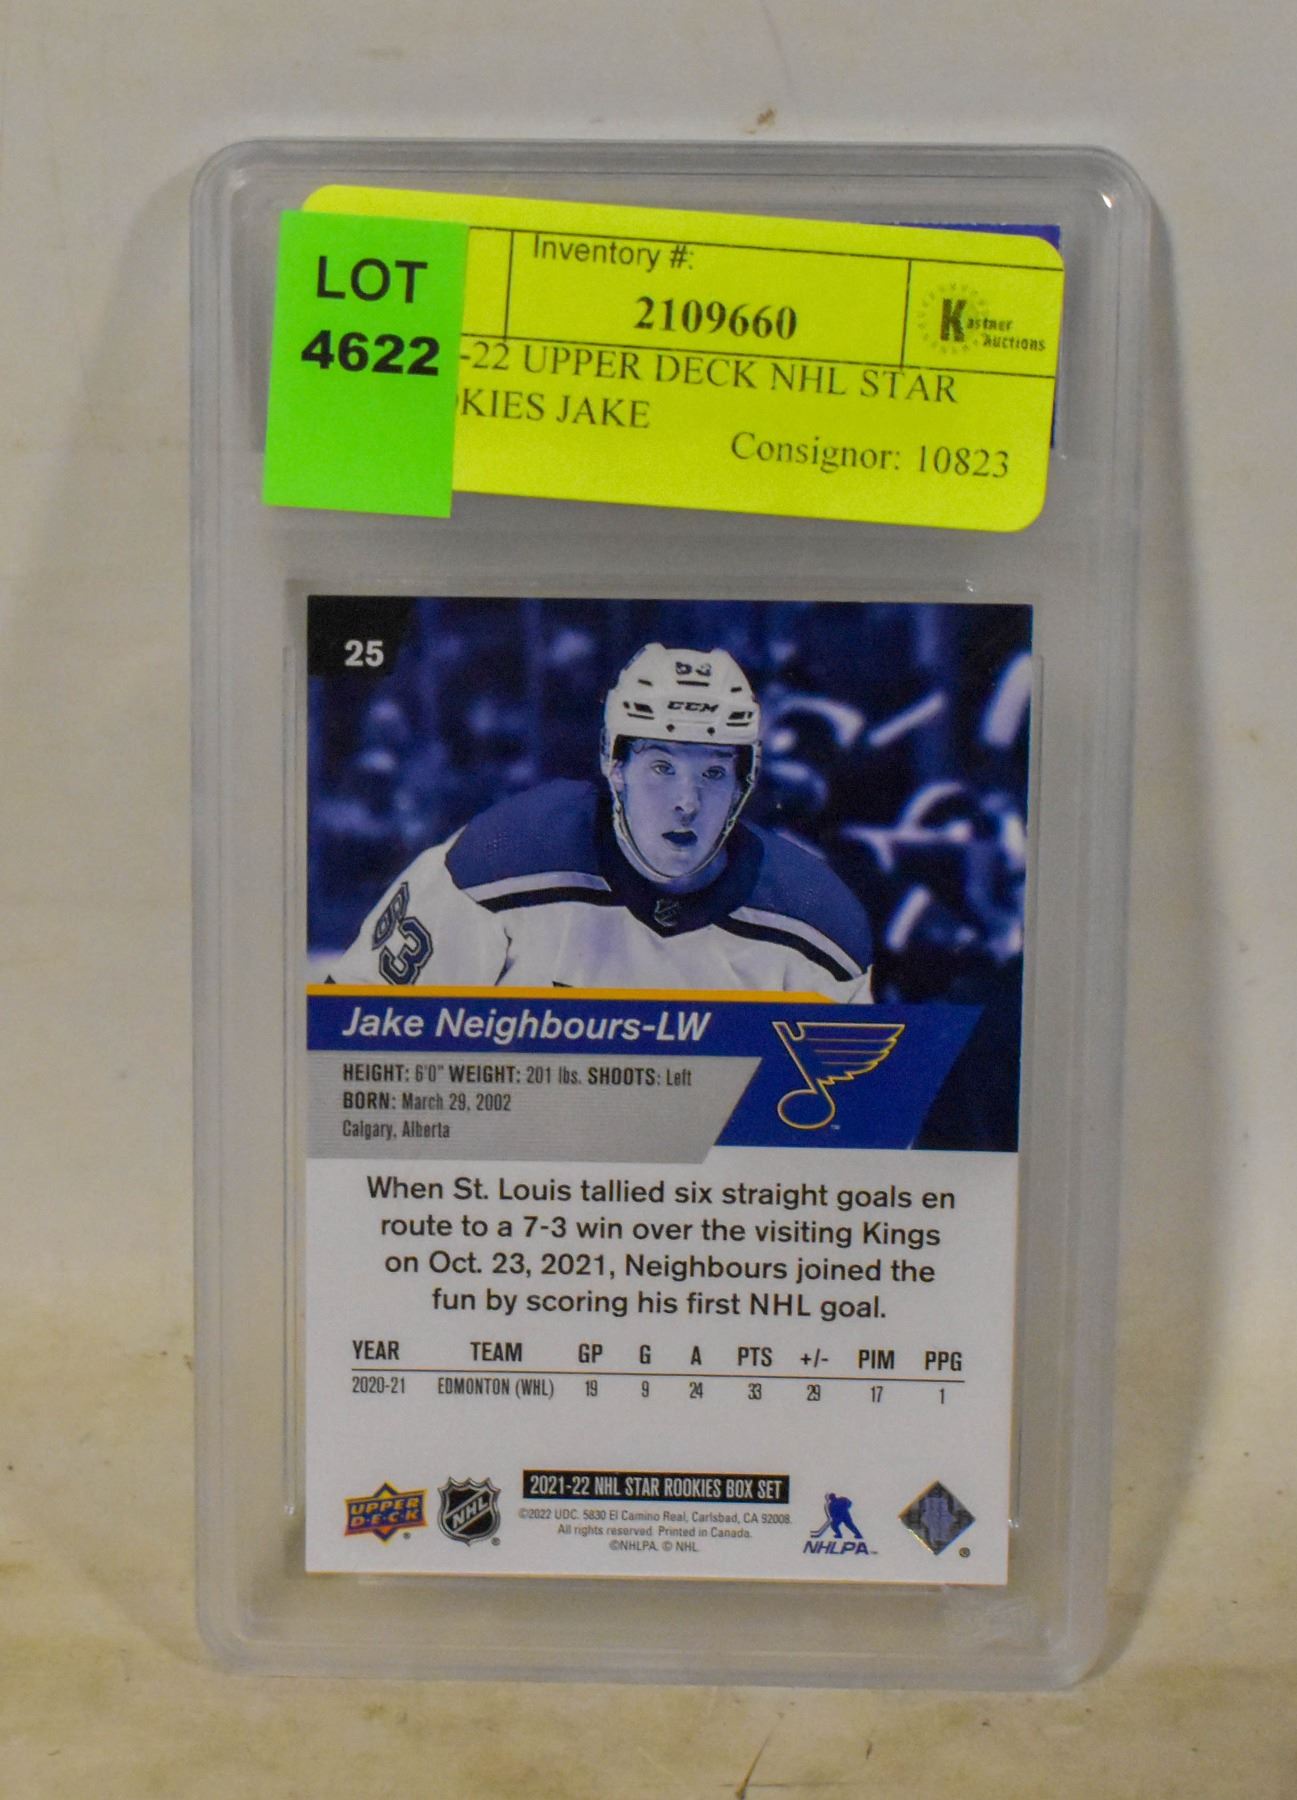 LOT
4622
Inventory #:
2109660
Kastner
Auctions
-22 UPPER DECK NHL STAR
OKIES JAKE
Consignor: 10823
25
53
CCM
53
Jake Neighbours-LW
HEIGHT: 6'0" WEIGHT: 201 lbs. SHOOTS: Left
BORN: March 29, 2002
Calgary, Alberta
When St. Louis tallied six straight goals en
route to a 7-3 win over the visiting Kings
on Oct. 23, 2021, Neighbours joined the
fun by scoring his first NHL goal.
YEAR TEAM GP G A PTS +/- PIM PPG
2020-21 EDMONTON (WHL) 19 9 24 33 29 17 1
2021-22 NHL STAR ROOKIES BOX SET
©2022 UDC. 5830 El Camino Real, Carlsbad, CA 92008.
All rights reserved. Printed in Canada.
©NHLPA. © NHL
UPPER
D·E·C·K
NHL
NHLPA